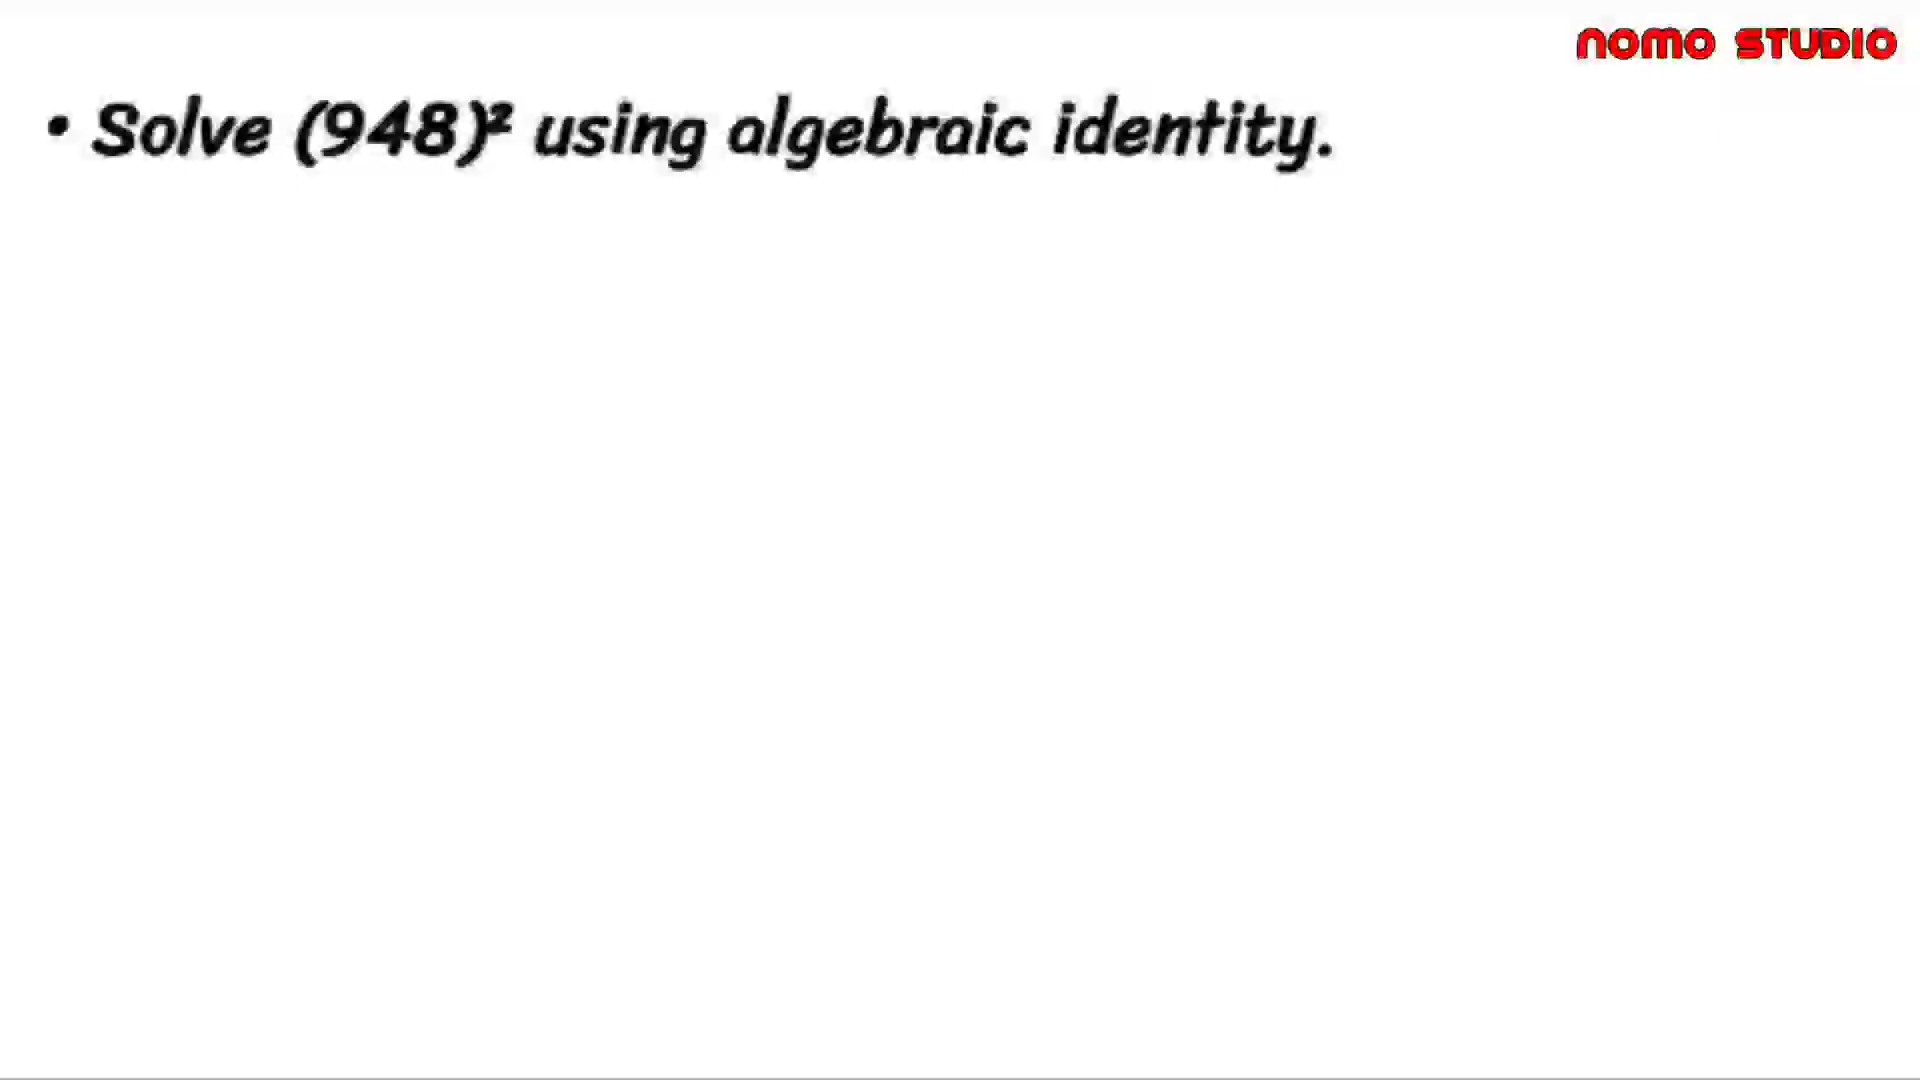 NOMO STUDIO
• Solve (948)² using algebraic identity.